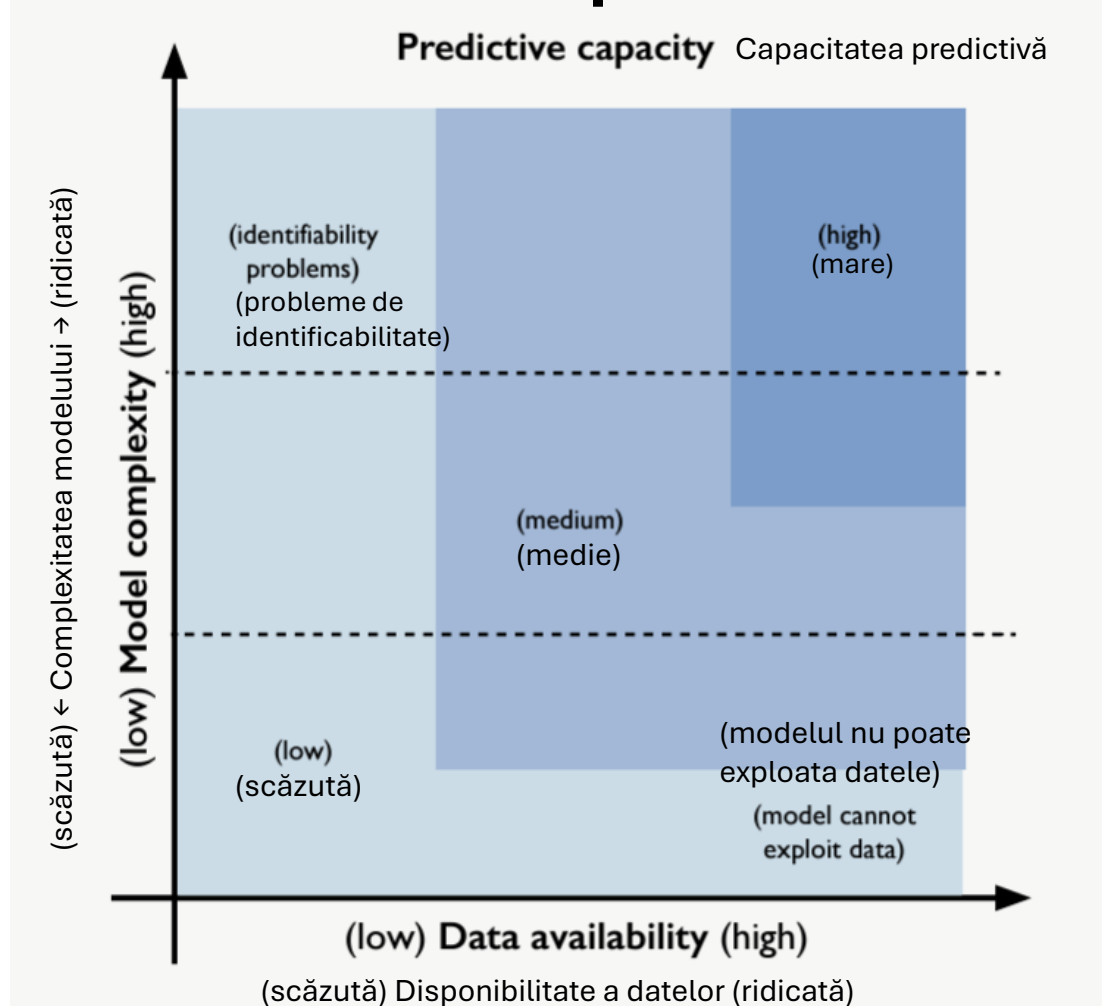 Predictive capacity Capacitatea predictivă
(identifiability
problems)
(probleme de
identificabilitate)
(high)
(mare)
(medium)
(medie)
(low)
(scăzută)
(modelul nu poate
exploata datele)
(model cannot
exploit data)
(scăzută) ← Complexitatea modelului → (ridicată)
(low) Model complexity (high)
(low) Data availability (high)
(scăzută) Disponibilitate a datelor (ridicată)